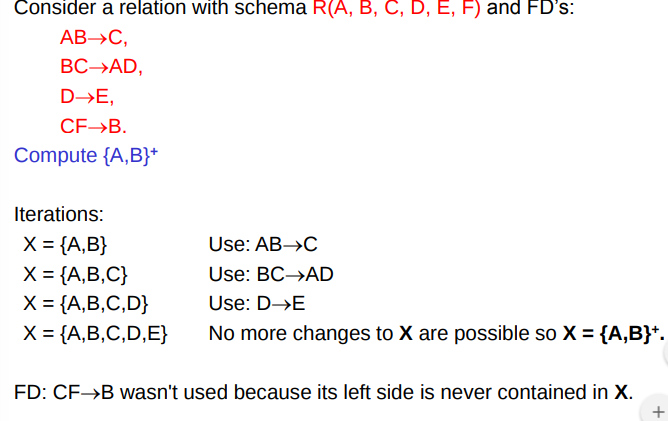 Consider a relation with schema R(A, B, C, D, E, F) and FD's:
AB→C,
BC→AD,
D→E,
CF→B.
Compute {A,B}⁺
Iterations:
X = {A,B} Use: AB→C
X = {A,B,C} Use: BC→AD
X = {A,B,C,D} Use: D→E
X = {A,B,C,D,E} No more changes to X are possible so X = {A,B}⁺.
FD: CF→B wasn't used because its left side is never contained in X.
+